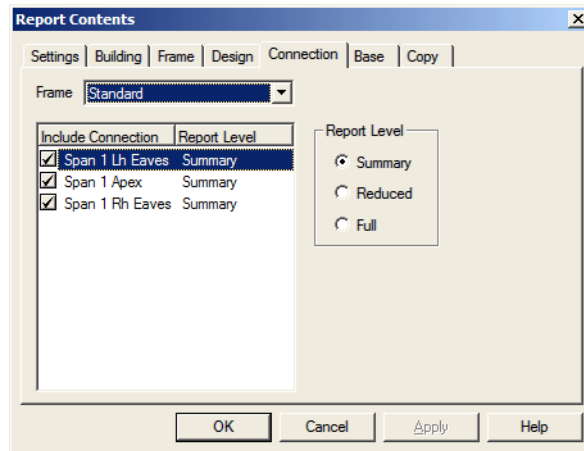 Report Contents
Settings Building Frame Design Connection Base Copy
Frame Standard
Include Connection Report Level
Span 1 Lh Eaves Summary
Span 1 Apex Summary
Span 1 Rh Eaves Summary
Report Level
Summary
Reduced
Full
OK Cancel Apply Help